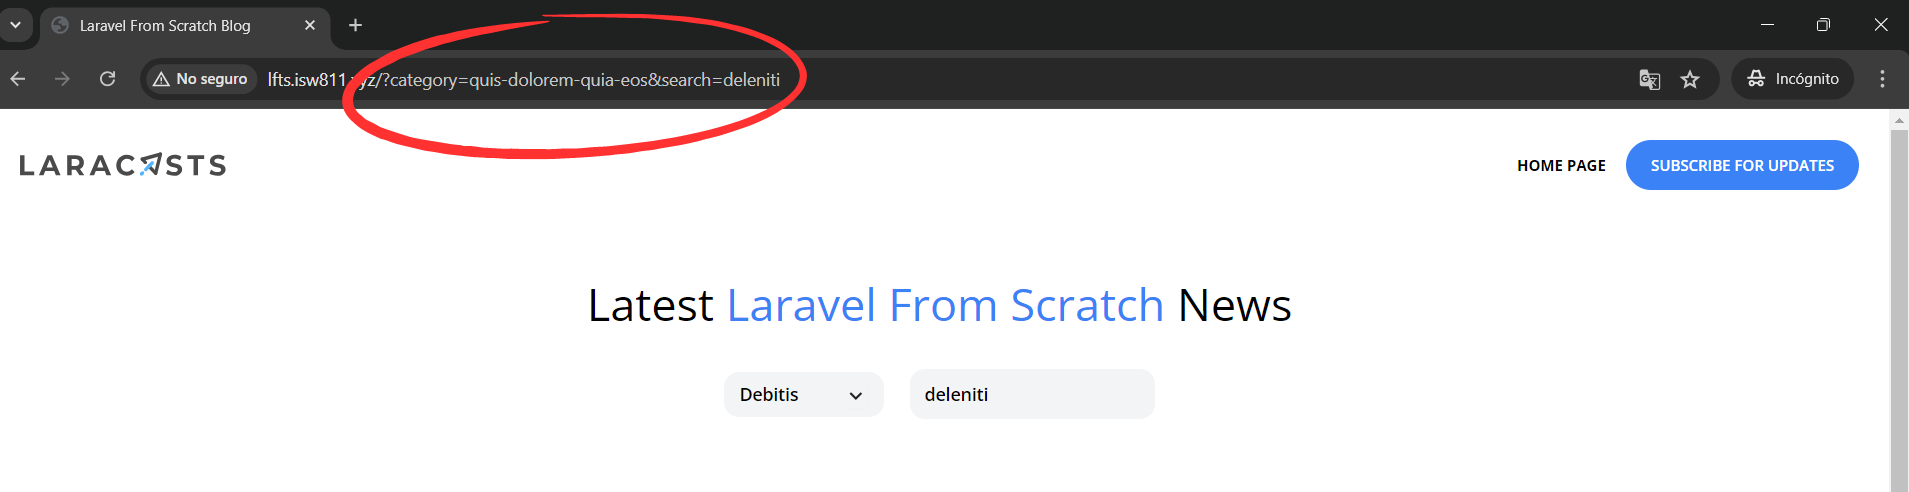 Laravel From Scratch Blog
No seguro
lfts.isw811.xyz/?category=quis-dolorem-quia-eos&search=deleniti
Incógnito
LARACASTS
HOME PAGE
SUBSCRIBE FOR UPDATES
Latest Laravel From Scratch News
Debitis
deleniti